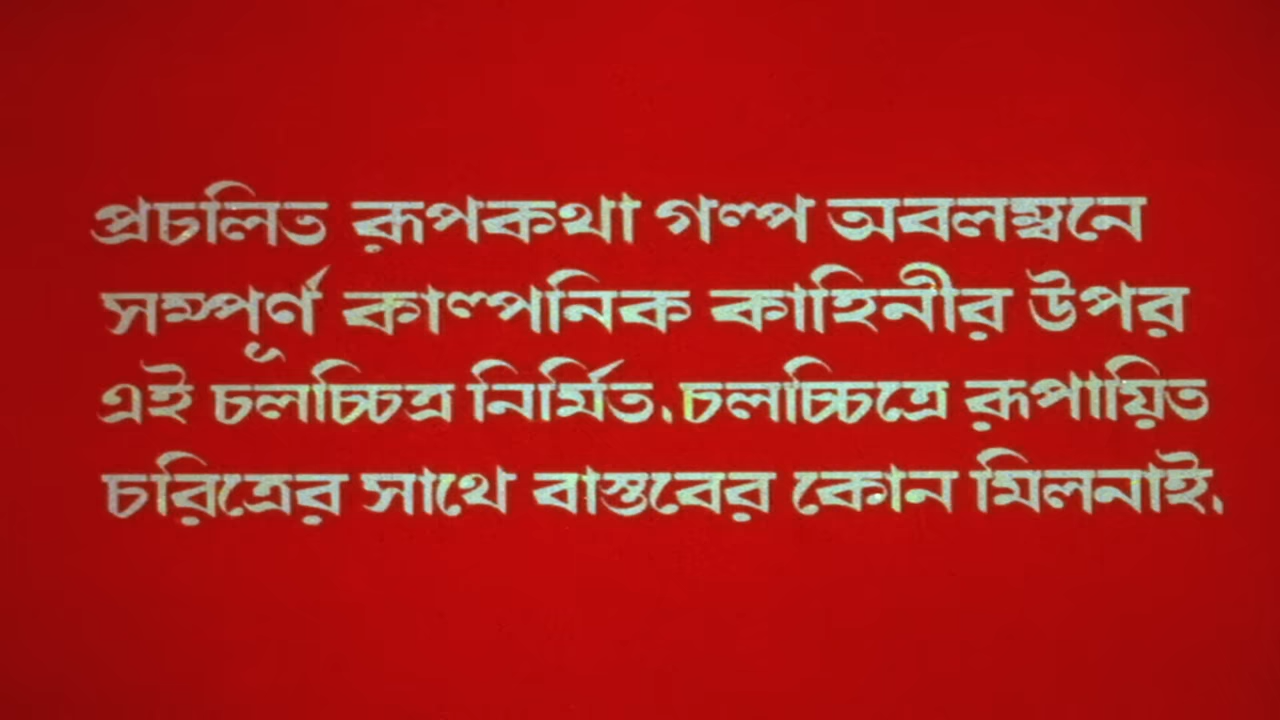 প্রচলিত রূপকথা গল্প অবলম্বনে
সম্পূর্ণ কাল্পনিক কাহিনীর উপর
এই চলচ্চিত্র নির্মিত.চলচ্চিত্রে রূপায়িত
চরিত্রের সাথে বাস্তবের কোন মিলনাই.